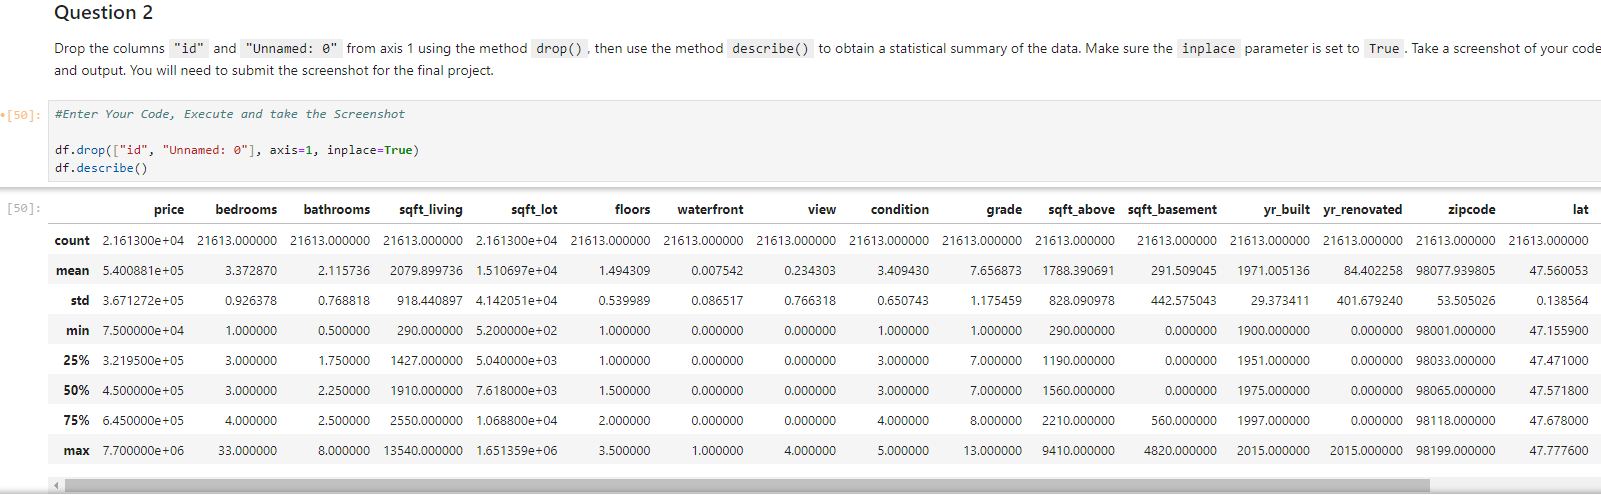 Question 2
Drop the columns "id" and "Unnamed: 0" from axis 1 using the method drop(), then use the method describe() to obtain a statistical summary of the data. Make sure the inplace parameter is set to True. Take a screenshot of your code
and output. You will need to submit the screenshot for the final project.
[50]: #Enter Your Code, Execute and take the Screenshot
df.drop(["id", "Unnamed: 0"], axis=1, inplace=True)
df.describe()
[50]: price bedrooms bathrooms sqft_living sqft_lot floors waterfront view condition grade sqft_above sqft_basement yr_built yr_renovated zipcode lat
count 2.161300e+04 21613.000000 21613.000000 21613.000000 2.161300e+04 21613.000000 21613.000000 21613.000000 21613.000000 21613.000000 21613.000000 21613.000000 21613.000000 21613.000000 21613.000000 21613.000000
mean 5.400881e+05 3.372870 2.115736 2079.899736 1.510697e+04 1.494309 0.007542 0.234303 3.409430 7.656873 1788.390691 291.509045 1971.005136 84.402258 98077.939805 47.560053
std 3.671272e+05 0.926378 0.768818 918.440897 4.142051e+04 0.539989 0.086517 0.766318 0.650743 1.175459 828.090978 442.575043 29.373411 401.679240 53.505026 0.138564
min 7.500000e+04 1.000000 0.500000 290.000000 5.200000e+02 1.000000 0.000000 0.000000 1.000000 1.000000 290.000000 0.000000 1900.000000 0.000000 98001.000000 47.155900
25% 3.219500e+05 3.000000 1.750000 1427.000000 5.040000e+03 1.000000 0.000000 0.000000 3.000000 7.000000 1190.000000 0.000000 1951.000000 0.000000 98033.000000 47.471000
50% 4.500000e+05 3.000000 2.250000 1910.000000 7.618000e+03 1.500000 0.000000 0.000000 3.000000 7.000000 1560.000000 0.000000 1975.000000 0.000000 98065.000000 47.571800
75% 6.450000e+05 4.000000 2.500000 2550.000000 1.068800e+04 2.000000 0.000000 0.000000 4.000000 8.000000 2210.000000 560.000000 1997.000000 0.000000 98118.000000 47.678000
max 7.700000e+06 33.000000 8.000000 13540.000000 1.651359e+06 3.500000 1.000000 4.000000 5.000000 13.000000 9410.000000 4820.000000 2015.000000 2015.000000 98199.000000 47.777600